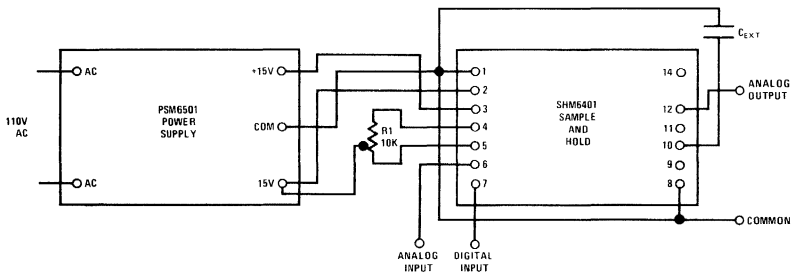 C EXT
AC
+15V
1
14
2
ANALOG
OUTPUT
PSM6501
POWER
SUPPLY
3
SHM6401
SAMPLE
AND
HOLD
12
110V
AC
COM
R1
10K
4
11
5
10
6
9
AC
15V
7
8
COMMON
ANALOG
INPUT
DIGITAL
INPUT